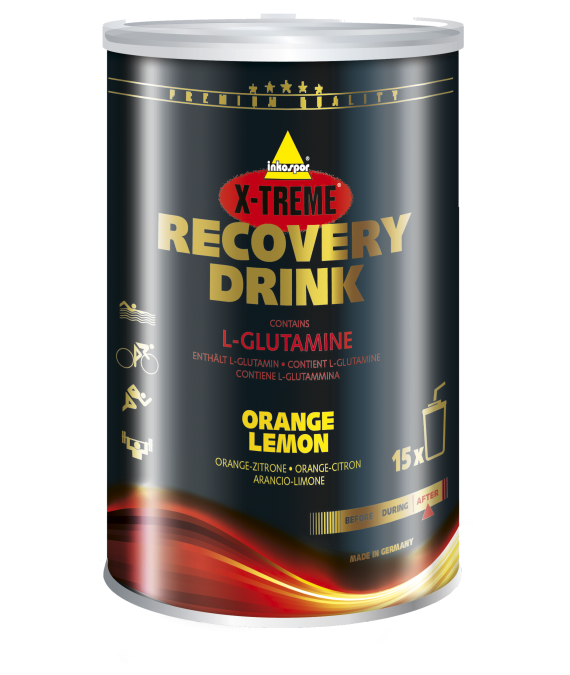 PREMIUM QUALITY
inkospor®
X-TREME®
RECOVERY
DRINK
CONTAINS
L-GLUTAMINE
ENTHÄLT L-GLUTAMIN • CONTIENT L-GLUTAMINE
CONTIENE L-GLUTAMMINA
ORANGE
LEMON
ORANGE-ZITRONE • ORANGE-CITRON
ARANCIO-LIMONE
15x
BEFORE DURING AFTER
MADE IN GERMANY